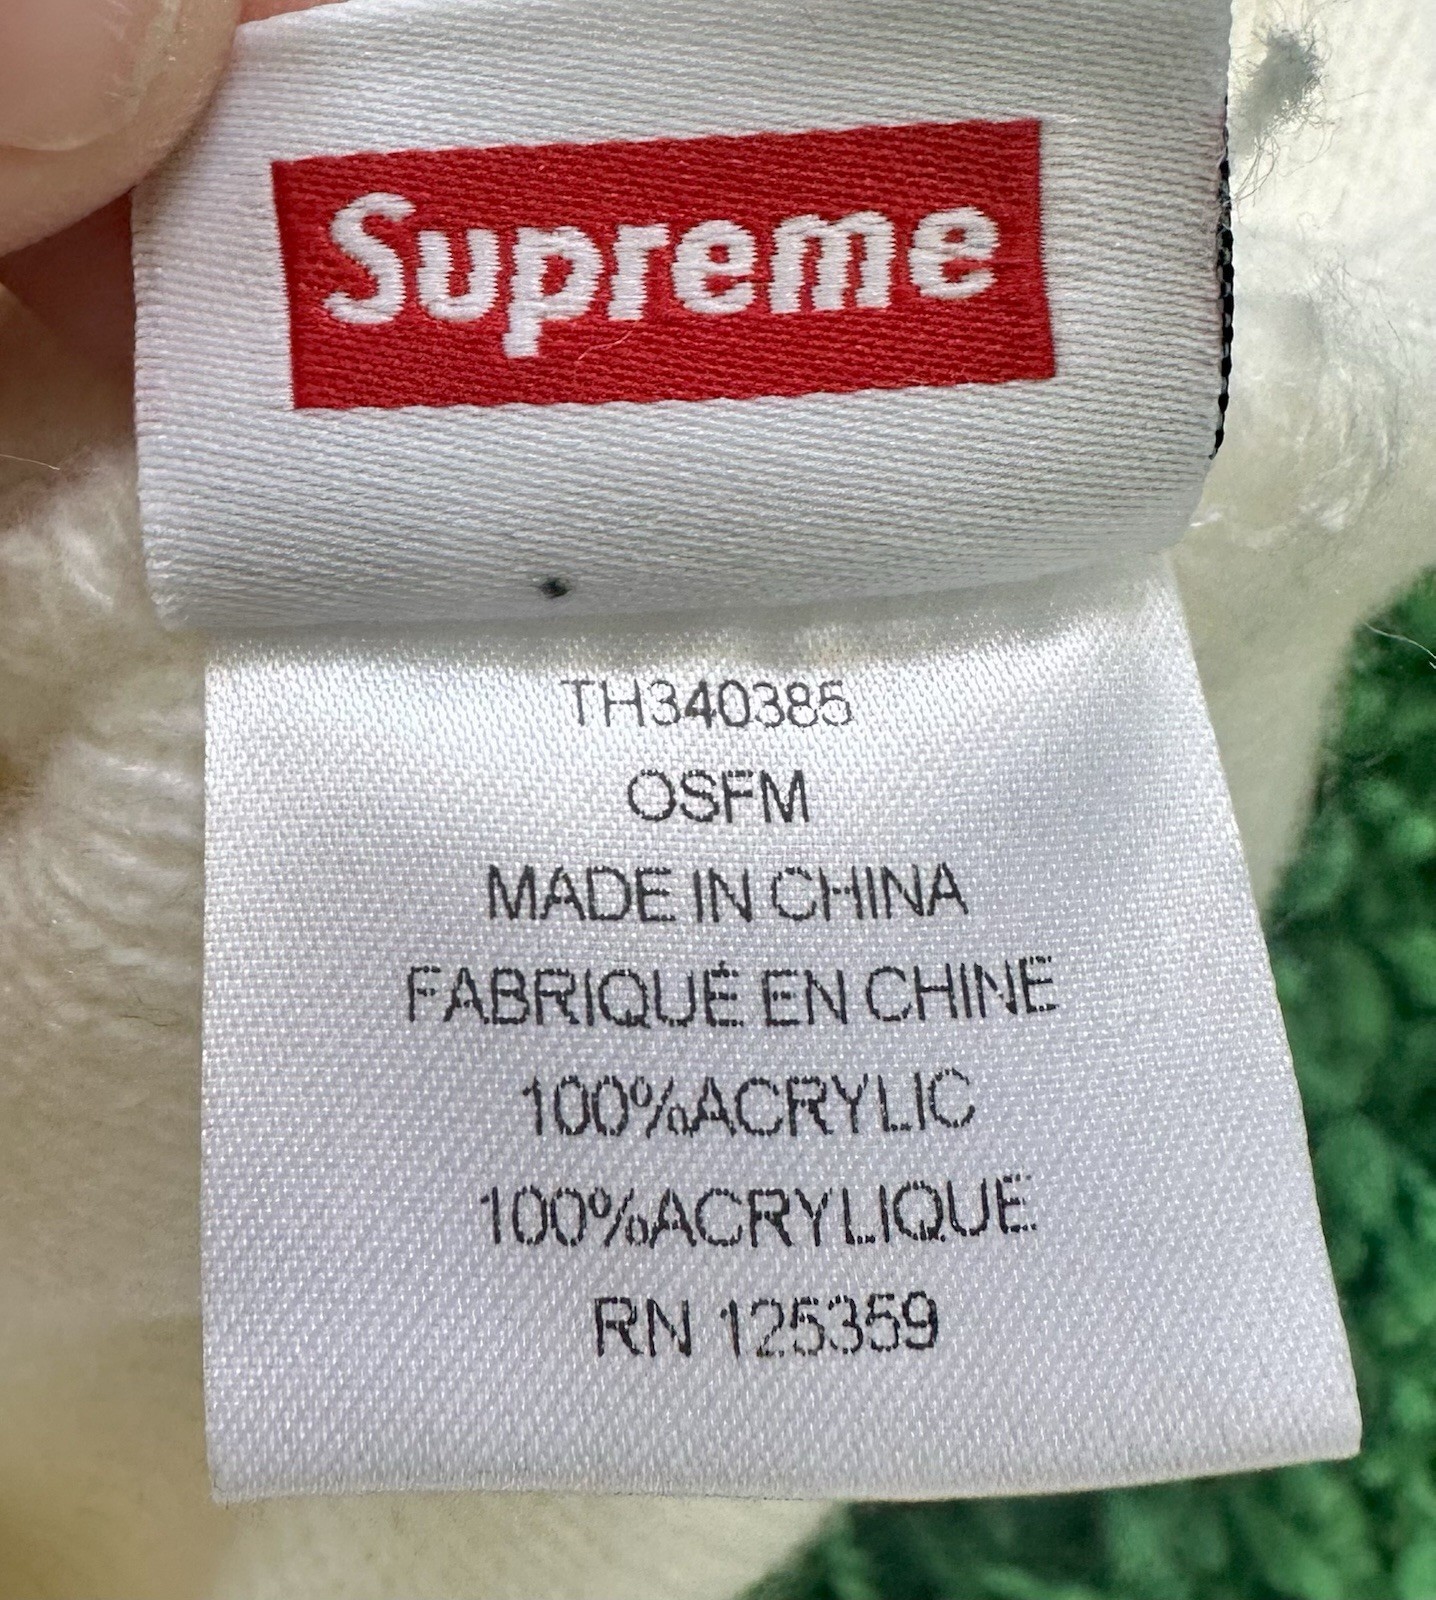 Supreme
TH340385
OSFM
MADE IN CHINA
FABRIQUÉ EN CHINE
100%ACRYLIC
100%ACRYLIQUE
RN 125359